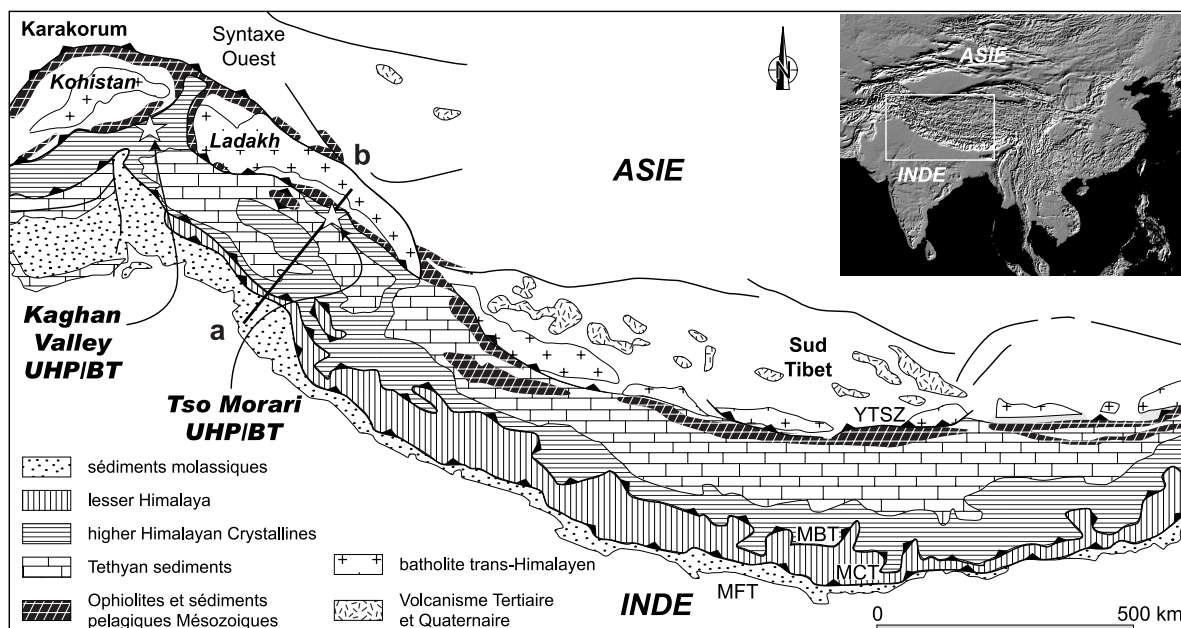 Karakorum
Syntaxe
Ouest
Kohistan
Ladakh
b
N
ASIE
ASIE
INDE
a
Kaghan
Valley
UHP/BT
Tso Morari
UHP/BT
Sud
Tibet
YTSZ
MBT
MCT
MFT
INDE
sédiments molassiques
lesser Himalaya
higher Himalayan Crystallines
Tethyan sediments
Ophiolites et sédiments
pelagiques Mésozoiques
batholite trans-Himalayen
Volcanisme Tertiaire
et Quaternaire
0 500 km